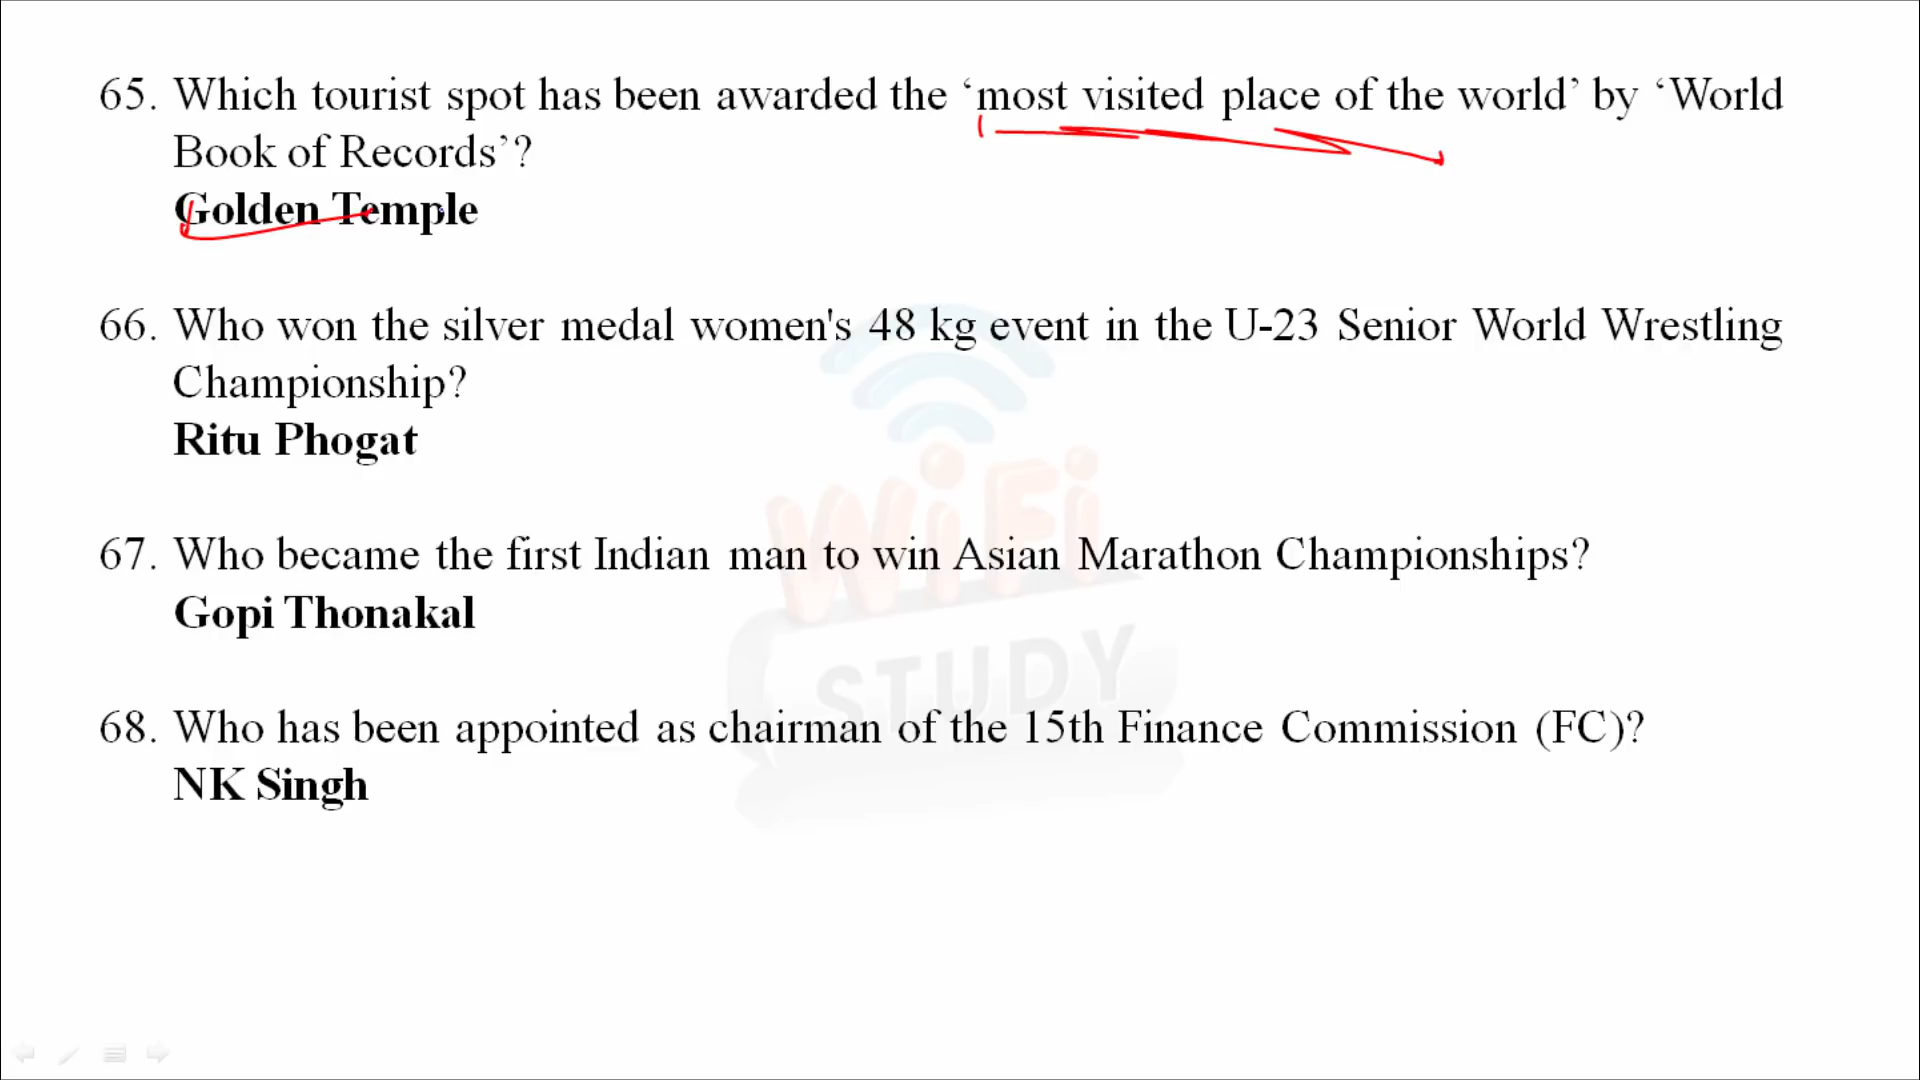 65. Which tourist spot has been awarded the ‘most visited place of the world’ by ‘World
Book of Records’?
Golden Temple
66. Who won the silver medal women's 48 kg event in the U-23 Senior World Wrestling
Championship?
Ritu Phogat
67. Who became the first Indian man to win Asian Marathon Championships?
Gopi Thonakal
68. Who has been appointed as chairman of the 15th Finance Commission (FC)?
NK Singh
WiFi
STUDY